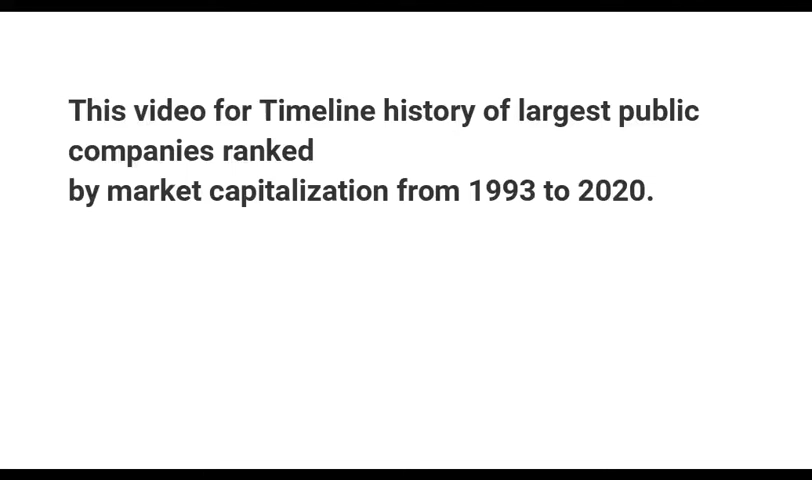 This video for Timeline history of largest public
companies ranked
by market capitalization from 1993 to 2020.